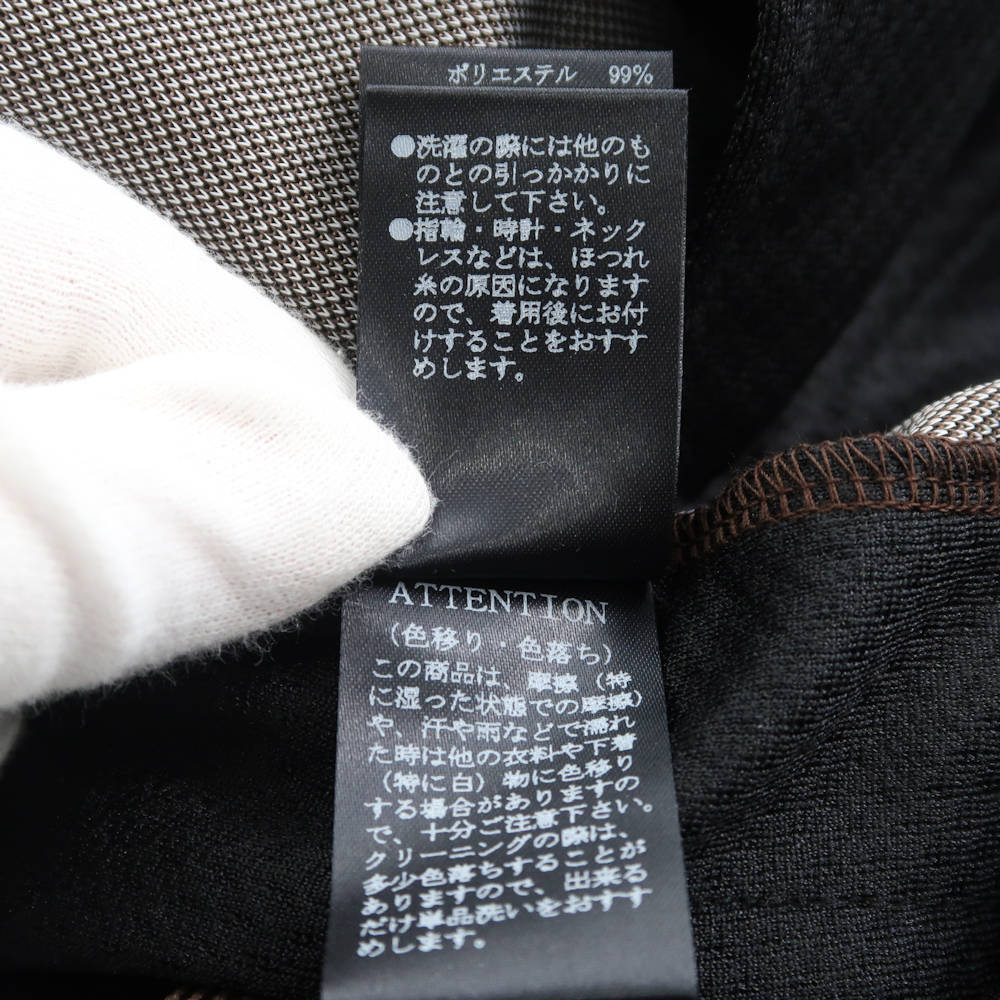 ポリエステル 99%
●洗濯の際には他のも
のとの引っかかりに
注意して下さい。
●指輪・時計・ネック
レスなどは、ほつれ
糸の原因になります
ので、着用後にお付
けすることをおすす
めします。
ATTENTION
(色移り・色落ち)
この商品は、摩擦(特
に湿った状態での摩擦)
や、汗や雨などで濡れ
た時は他の衣料や下着
(特に白)物に色移り
する場合がありますの
で、十分ご注意下さい。
クリーニングの際は、
多少色落ちすることが
ありますので、出来る
だけ単品洗いをおすす
めします。